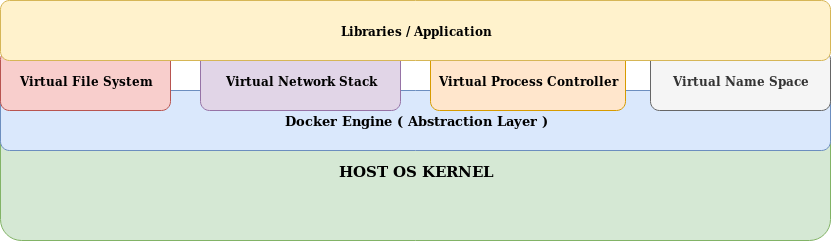 Libraries / Application
Virtual File System
Virtual Network Stack
Virtual Process Controller
Virtual Name Space
Docker Engine ( Abstraction Layer )
HOST OS KERNEL